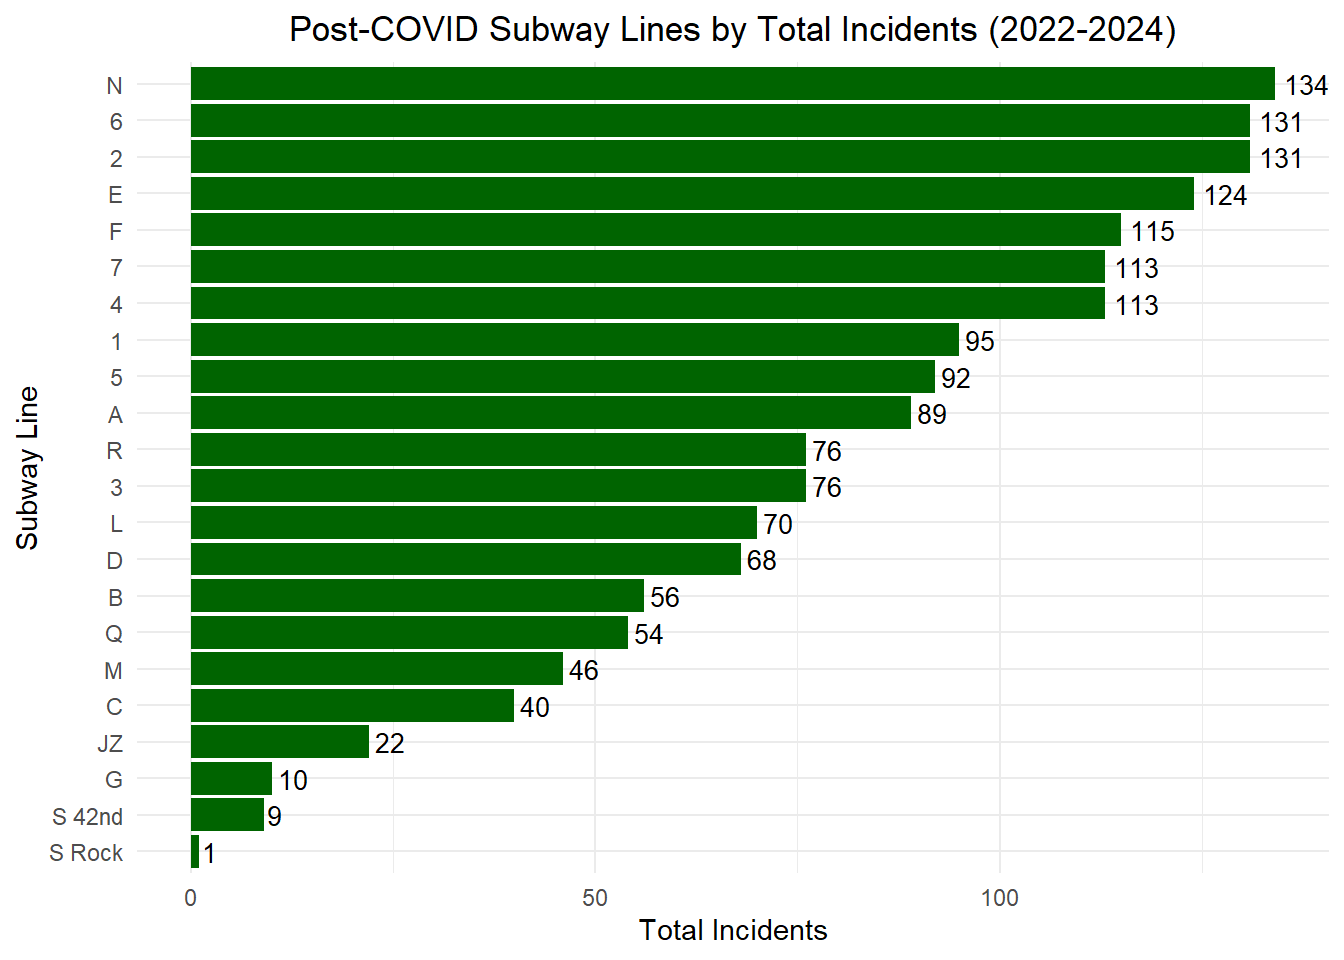 Post-COVID Subway Lines by Total Incidents (2022-2024)
Subway Line
N 134
6 131
2 131
E 124
F 115
7 113
4 113
1 95
5 92
A 89
R 76
3 76
L 70
D 68
B 56
Q 54
M 46
C 40
JZ 22
G 10
S 42nd 9
S Rock 1
0 50 100
Total Incidents